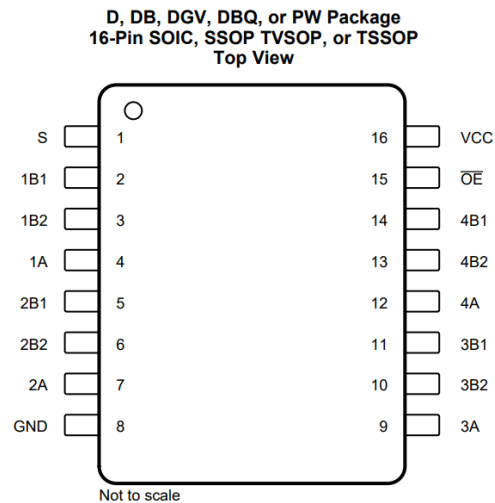 D, DB, DGV, DBQ, or PW Package
16-Pin SOIC, SSOP TVSOP, or TSSOP
Top View
S 1 16 VCC
1B1 2 15 O̅E̅
1B2 3 14 4B1
1A 4 13 4B2
2B1 5 12 4A
2B2 6 11 3B1
2A 7 10 3B2
GND 8 9 3A
Not to scale